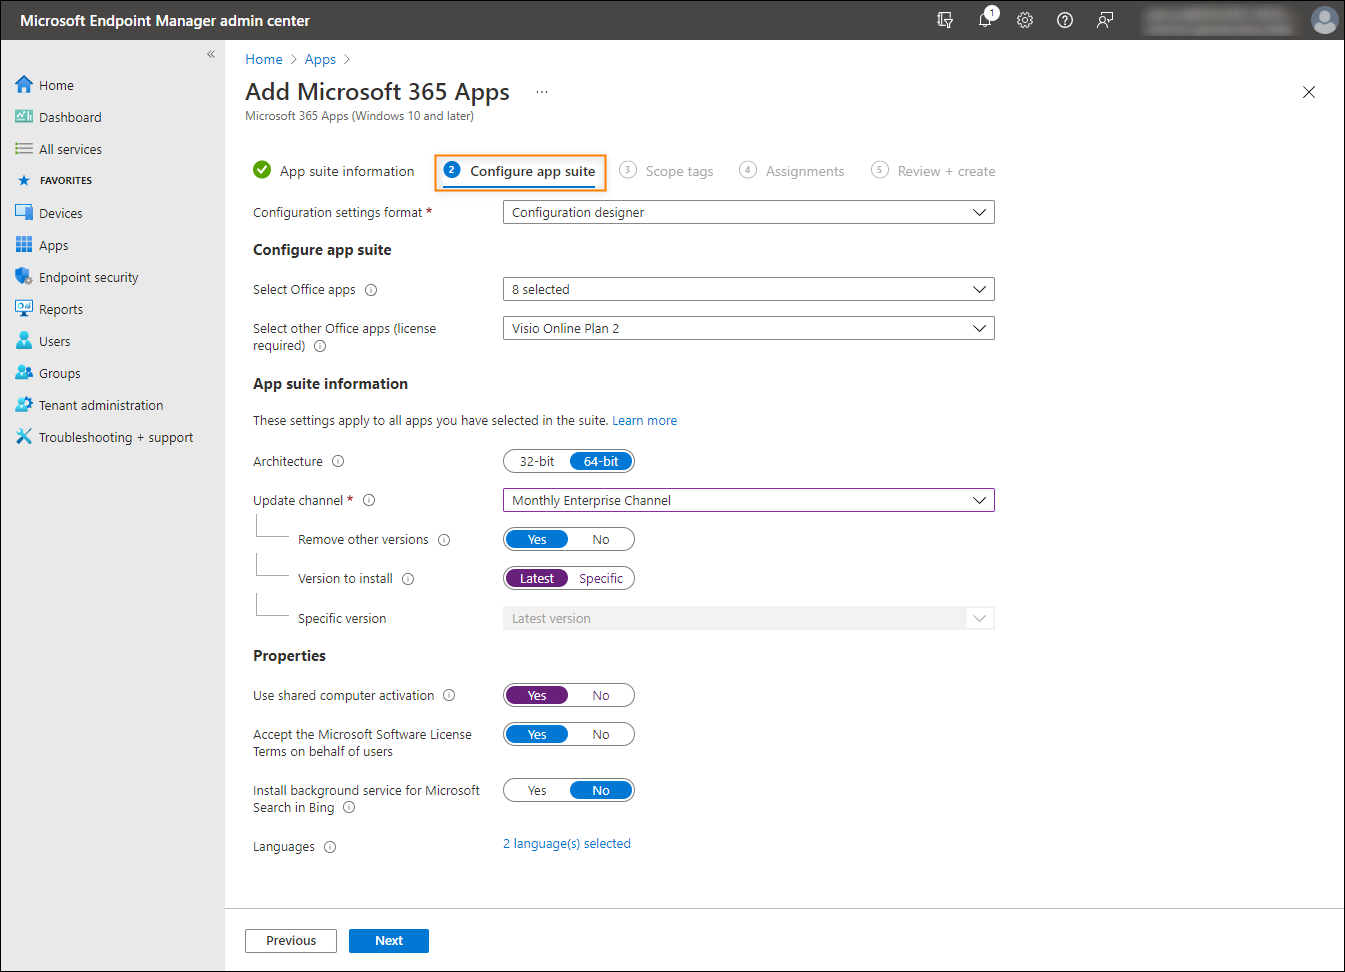 Microsoft Endpoint Manager admin center
1
«
Home
Dashboard
All services
FAVORITES
Devices
Apps
Endpoint security
Reports
Users
Groups
Tenant administration
Troubleshooting + support
Home > Apps >
Add Microsoft 365 Apps ...
Microsoft 365 Apps (Windows 10 and later)
App suite information
2 Configure app suite
3 Scope tags
4 Assignments
5 Review + create
Configuration settings format *
Configuration designer
Configure app suite
Select Office apps
8 selected
Select other Office apps (license
required)
Visio Online Plan 2
App suite information
These settings apply to all apps you have selected in the suite. Learn more
Architecture
32-bit 64-bit
Update channel *
Monthly Enterprise Channel
Remove other versions
Yes No
Version to install
Latest Specific
Specific version
Latest version
Properties
Use shared computer activation
Yes No
Accept the Microsoft Software License
Terms on behalf of users
Yes No
Install background service for Microsoft
Search in Bing
Yes No
Languages
2 language(s) selected
Previous
Next